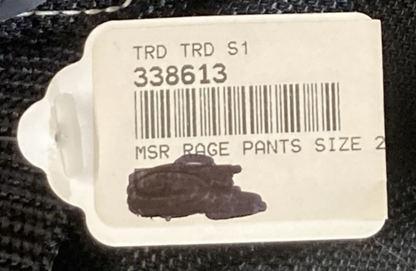 TRD TRD S1
338613
MSR RAGE PANTS SIZE 2